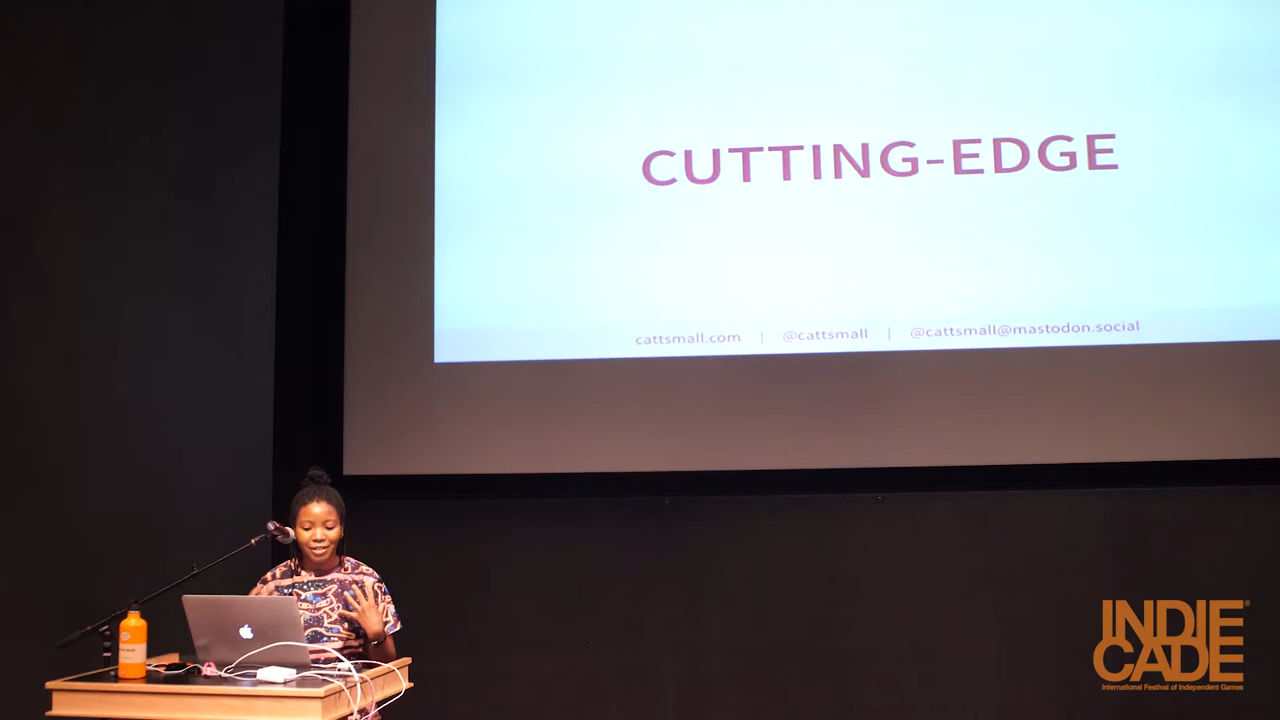 CUTTING-EDGE
cattsmall.com | @cattsmall | @cattsmall@mastodon.social
INDIE
CADE
International Festival of Independent Games